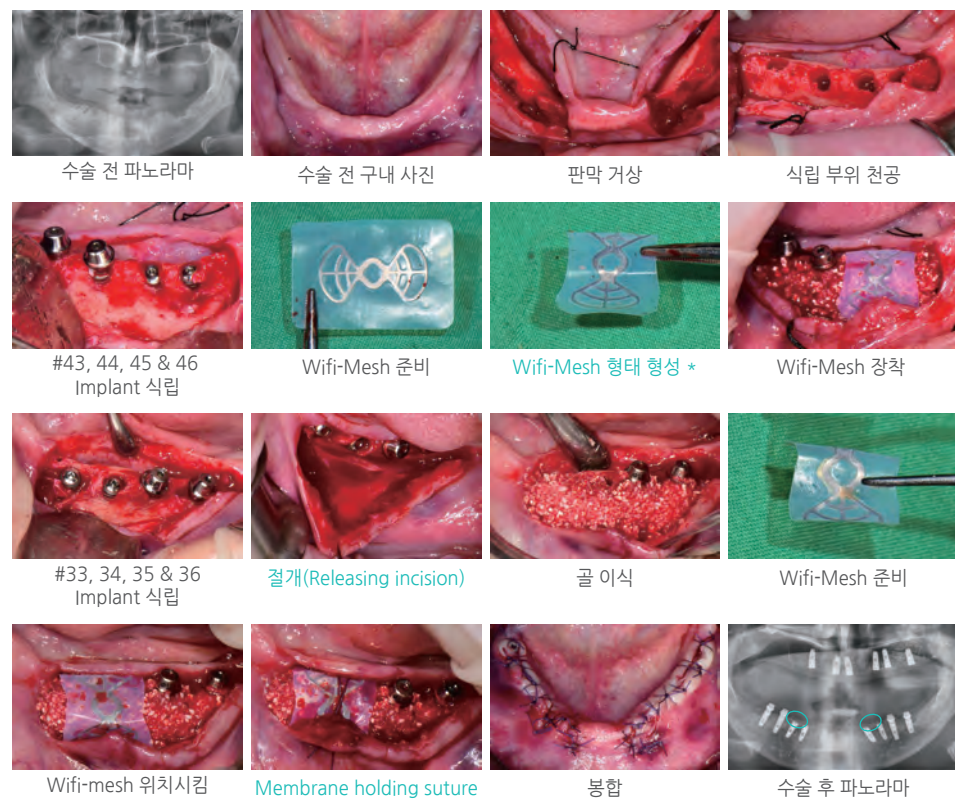 수술 전 파노라마
수술 전 구내 사진
판막 거상
식립 부위 천공
#43, 44, 45 & 46
Implant 식립
Wifi-Mesh 준비
Wifi-Mesh 형태 형성 *
Wifi-Mesh 장착
#33, 34, 35 & 36
Implant 식립
절개(Releasing incision)
골 이식
Wifi-Mesh 준비
Wifi-mesh 위치시킴
Membrane holding suture
봉합
수술 후 파노라마